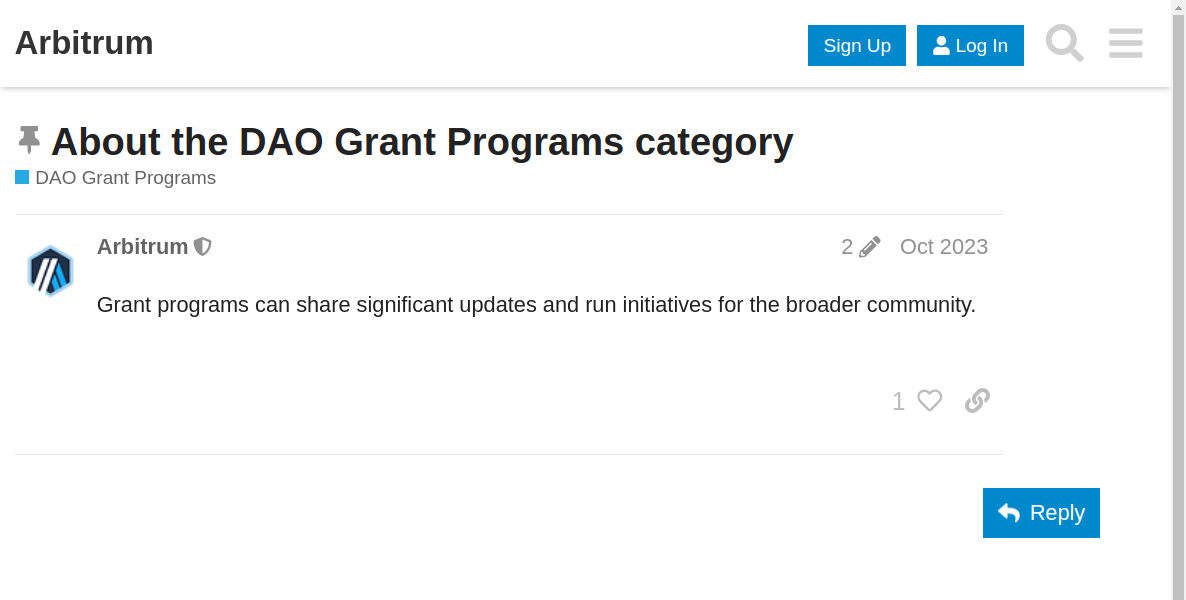 Arbitrum
Sign Up
Log In
About the DAO Grant Programs category
DAO Grant Programs
Arbitrum
2
Oct 2023
Grant programs can share significant updates and run initiatives for the broader community.
1
Reply